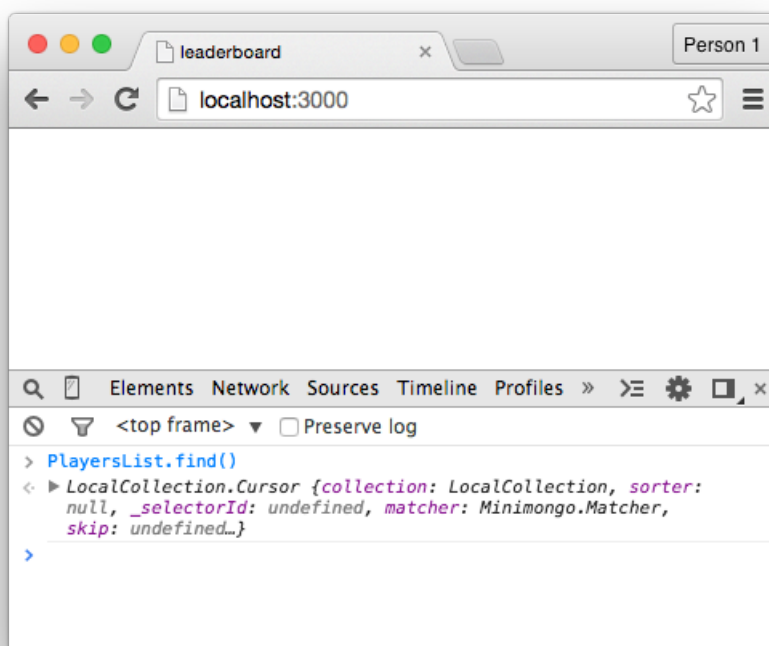 leaderboard
Person 1
localhost:3000
Elements Network Sources Timeline Profiles »
<top frame> ▼ Preserve log
> PlayersList.find()
LocalCollection.Cursor {collection: LocalCollection, sorter:
null, _selectorId: undefined, matcher: Minimongo.Matcher,
skip: undefined…}
>